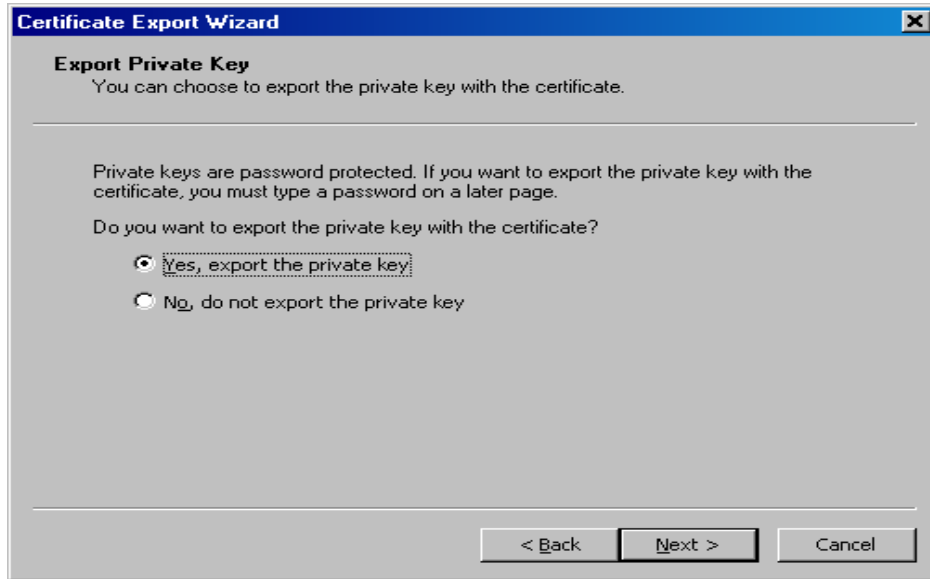 Certificate Export Wizard
Export Private Key
You can choose to export the private key with the certificate.
Private keys are password protected. If you want to export the private key with the
certificate, you must type a password on a later page.
Do you want to export the private key with the certificate?
Yes, export the private key
No, do not export the private key
< Back
Next >
Cancel